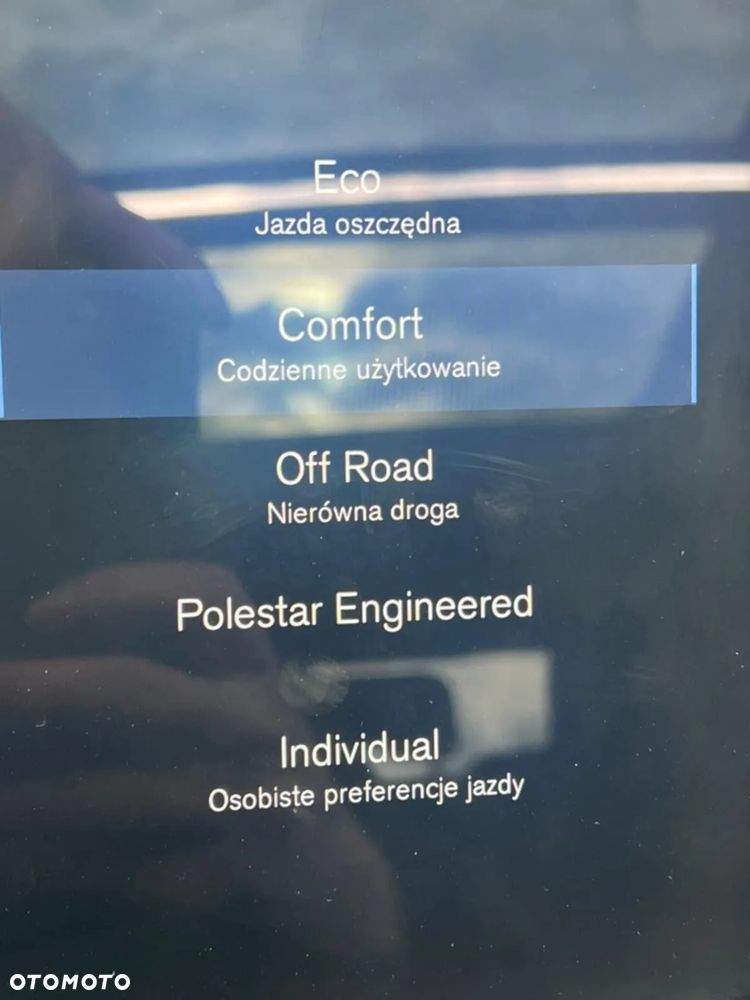 Eco
Jazda oszczędna
Comfort
Codzienne użytkowanie
Off Road
Nierówna droga
Polestar Engineered
Individual
Osobiste preferencje jazdy
OTOMOTO